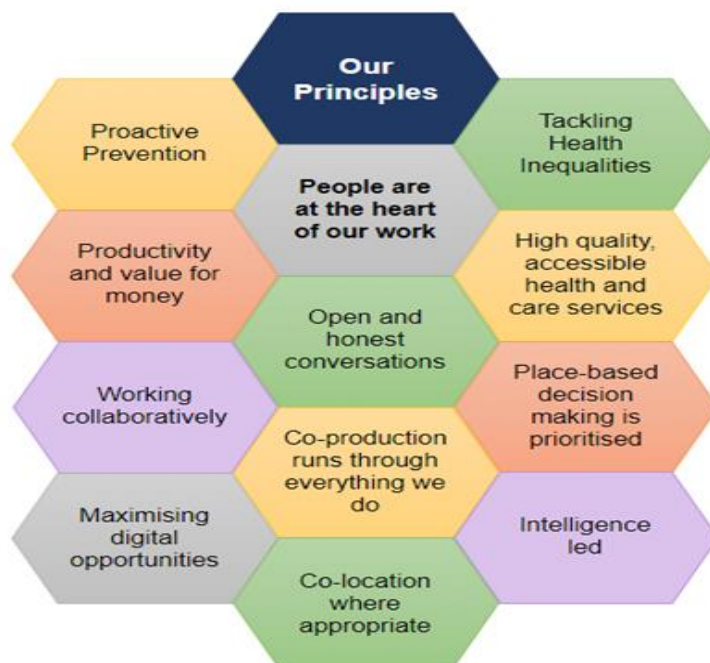 Our
Principles
Proactive
Prevention
Tackling
Health
Inequalities
People are
at the heart
of our work
Productivity
and value for
money
High quality,
accessible
health and
care services
Open and
honest
conversations
Working
collaboratively
Place-based
decision
making is
prioritised
Co-production
runs through
everything we
do
Maximising
digital
opportunities
Intelligence
led
Co-location
where
appropriate